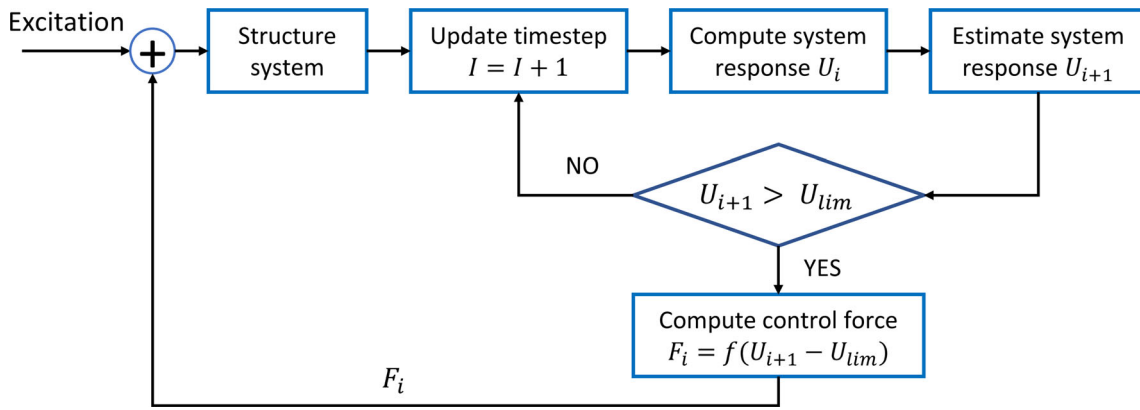 Excitation
+
Structure
system
Update timestep
I = I + 1
Compute system
response U_i
Estimate system
response U_{i+1}
NO
U_{i+1} > U_{lim}
YES
Compute control force
F_i = f(U_{i+1} − U_{lim})
F_i